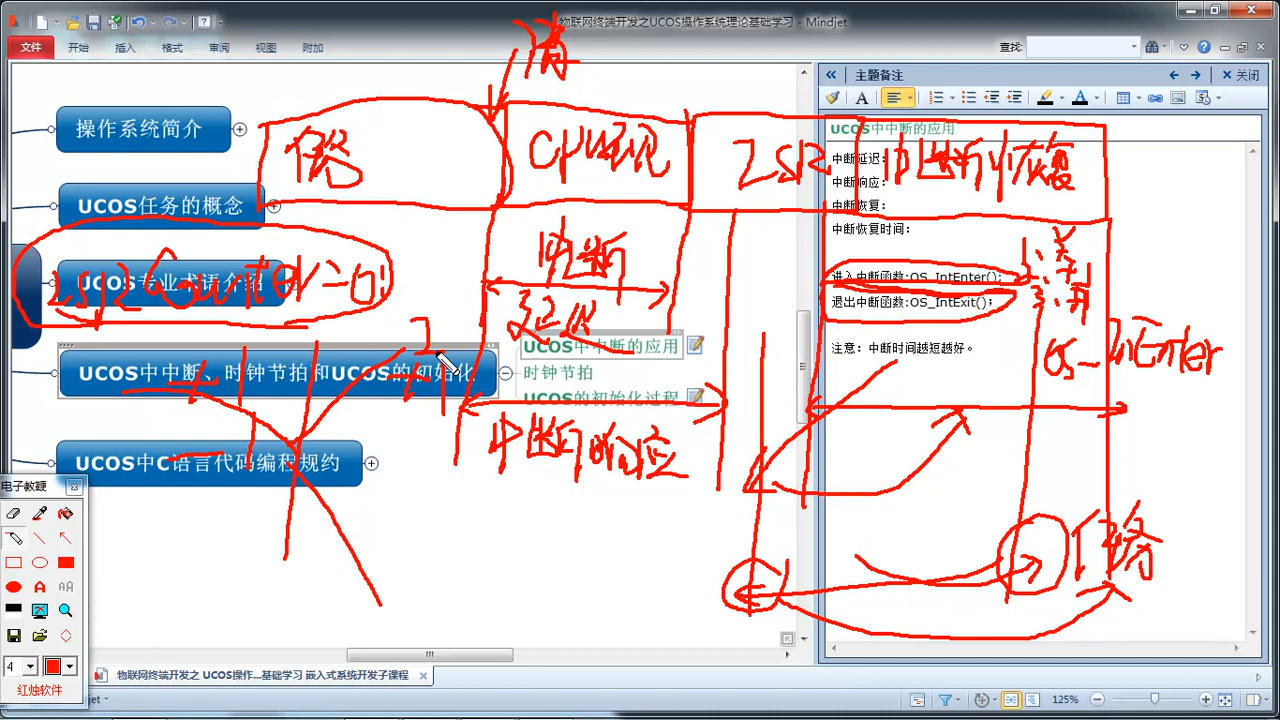 物联网终端开发之UCOS操作系统理论基础学习 - Mindjet
文件 开始 插入 格式 审阅 视图 附加
查找:
操作系统简介
UCOS任务的概念
UCOS专业术语介绍
UCOS中中断、时钟节拍和UCOS的初始化
UCOS中C语言代码编程规约
UCOS中中断的应用
时钟节拍
UCOS的初始化过程
主题备注
关闭
UCOS中中断的应用
中断延迟:
中断响应:
中断恢复:
中断恢复时间:
进入中断函数:OS_IntEnter();
退出中断函数:OS_IntExit();
注意: 中断时间越短越好。
请
任务
CPU
ISR
中断恢复
中断
延迟
中断响应
任务
电子教鞭
4
红烛软件
物联网终端开发之 UCOS操作...基础学习 嵌入式系统开发子课程
125%